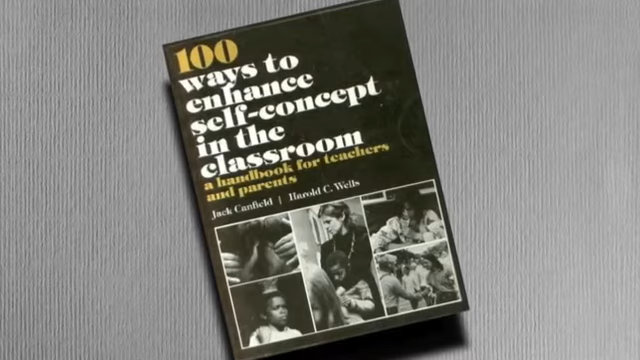 100
ways to
enhance
self-concept
in the
classroom
a handbook for teachers
and parents
Jack Canfield | Harold C. Wells